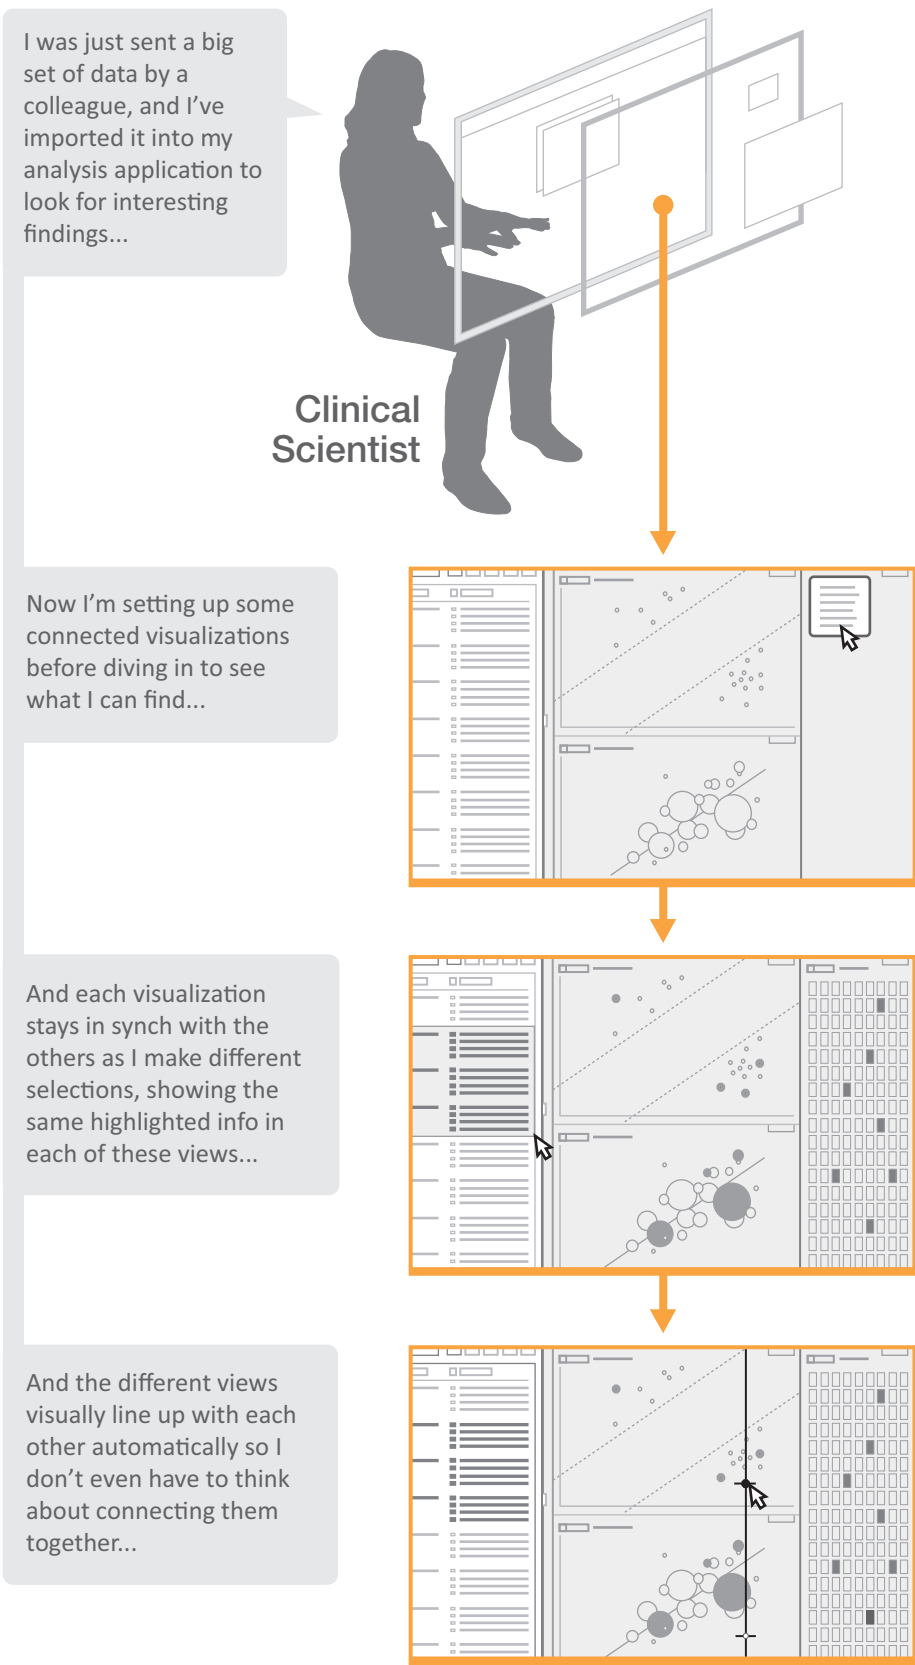 I was just sent a big
set of data by a
colleague, and I've
imported it into my
analysis application to
look for interesting
findings...
Clinical
Scientist
Now I'm setting up some
connected visualizations
before diving in to see
what I can find...
And each visualization
stays in synch with the
others as I make different
selections, showing the
same highlighted info in
each of these views...
And the different views
visually line up with each
other automatically so I
don't even have to think
about connecting them
together...